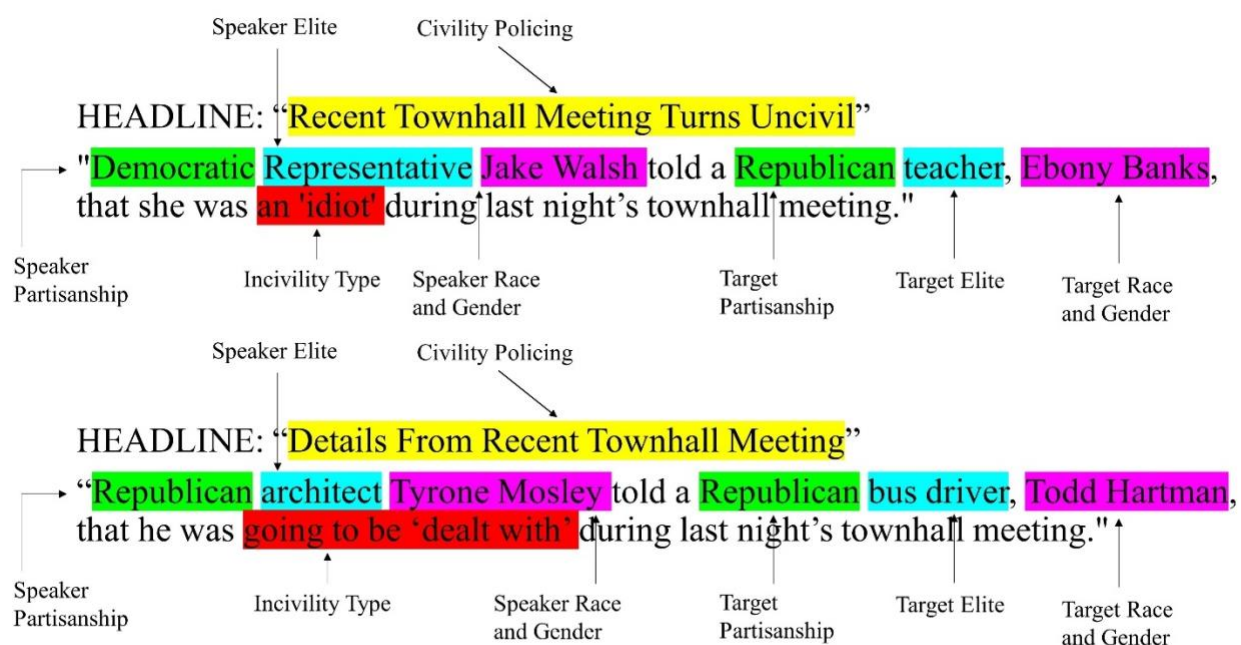 Speaker Elite
Civility Policing
HEADLINE: “Recent Townhall Meeting Turns Uncivil”
"Democratic Representative Jake Walsh told a Republican teacher, Ebony Banks,
that she was an 'idiot' during last night’s townhall meeting."
Speaker
Partisanship
Incivility Type
Speaker Race
and Gender
Target
Partisanship
Target Elite
Target Race
and Gender
Speaker Elite
Civility Policing
HEADLINE: “Details From Recent Townhall Meeting”
“Republican architect Tyrone Mosley told a Republican bus driver, Todd Hartman,
that he was going to be ‘dealt with’ during last night’s townhall meeting."
Speaker
Partisanship
Incivility Type
Speaker Race
and Gender
Target
Partisanship
Target Elite
Target Race
and Gender